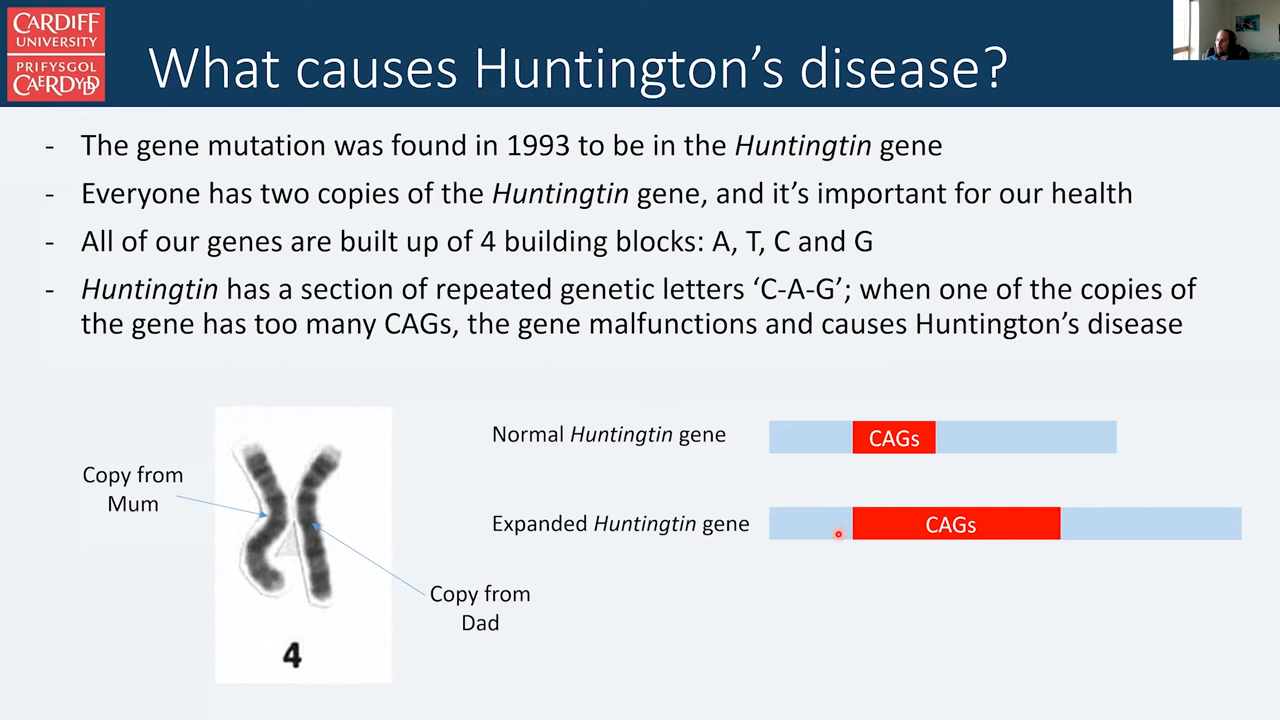 CARDIFF
UNIVERSITY
PRIFYSGOL
CAERDYDD
What causes Huntington’s disease?
- The gene mutation was found in 1993 to be in the Huntingtin gene
- Everyone has two copies of the Huntingtin gene, and it’s important for our health
- All of our genes are built up of 4 building blocks: A, T, C and G
- Huntingtin has a section of repeated genetic letters ‘C-A-G’; when one of the copies of
the gene has too many CAGs, the gene malfunctions and causes Huntington’s disease
Copy from
Mum
Copy from
Dad
4
Normal Huntingtin gene
CAGs
Expanded Huntingtin gene
CAGs